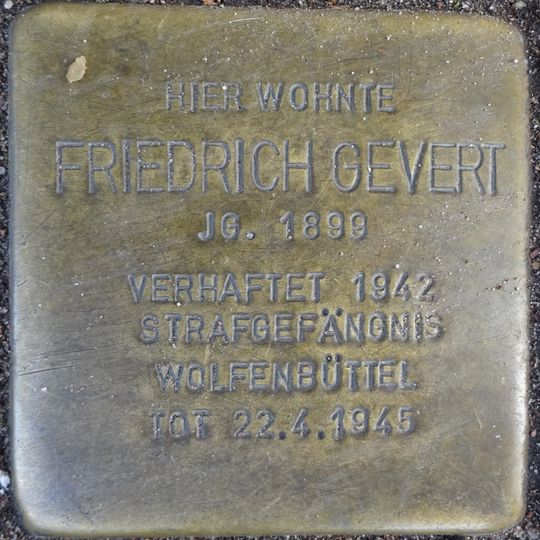 HIER WOHNTE
FRIEDRICH GEVERT
JG. 1899
VERHAFTET 1942
STRAFGEFÄNGNIS
WOLFENBÜTTEL
TOT 22.4.1945